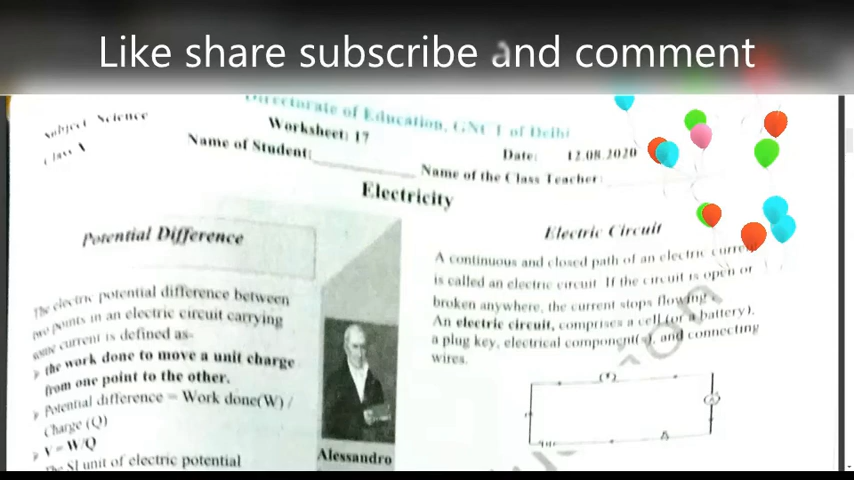 Like share subscribe and comment
Directorate of Education, GNCT of Delhi
Subject Science
Class X
Worksheet: 17
Date: 12.08.2020
Name of Student:
Name of the Class Teacher:
Electricity
Potential Difference
The electric potential difference between
two points in an electric circuit carrying
some current is defined as-
the work done to move a unit charge
from one point to the other.
Potential difference = Work done(W) /
Charge (Q)
V = W/Q
The SI unit of electric potential
Alessandro
Electric Circuit
A continuous and closed path of an electric current
is called an electric circuit. If the circuit is open or
broken anywhere, the current stops flowing.
An electric circuit, comprises a cell (or a battery),
a plug key, electrical component(s), and connecting
wires.